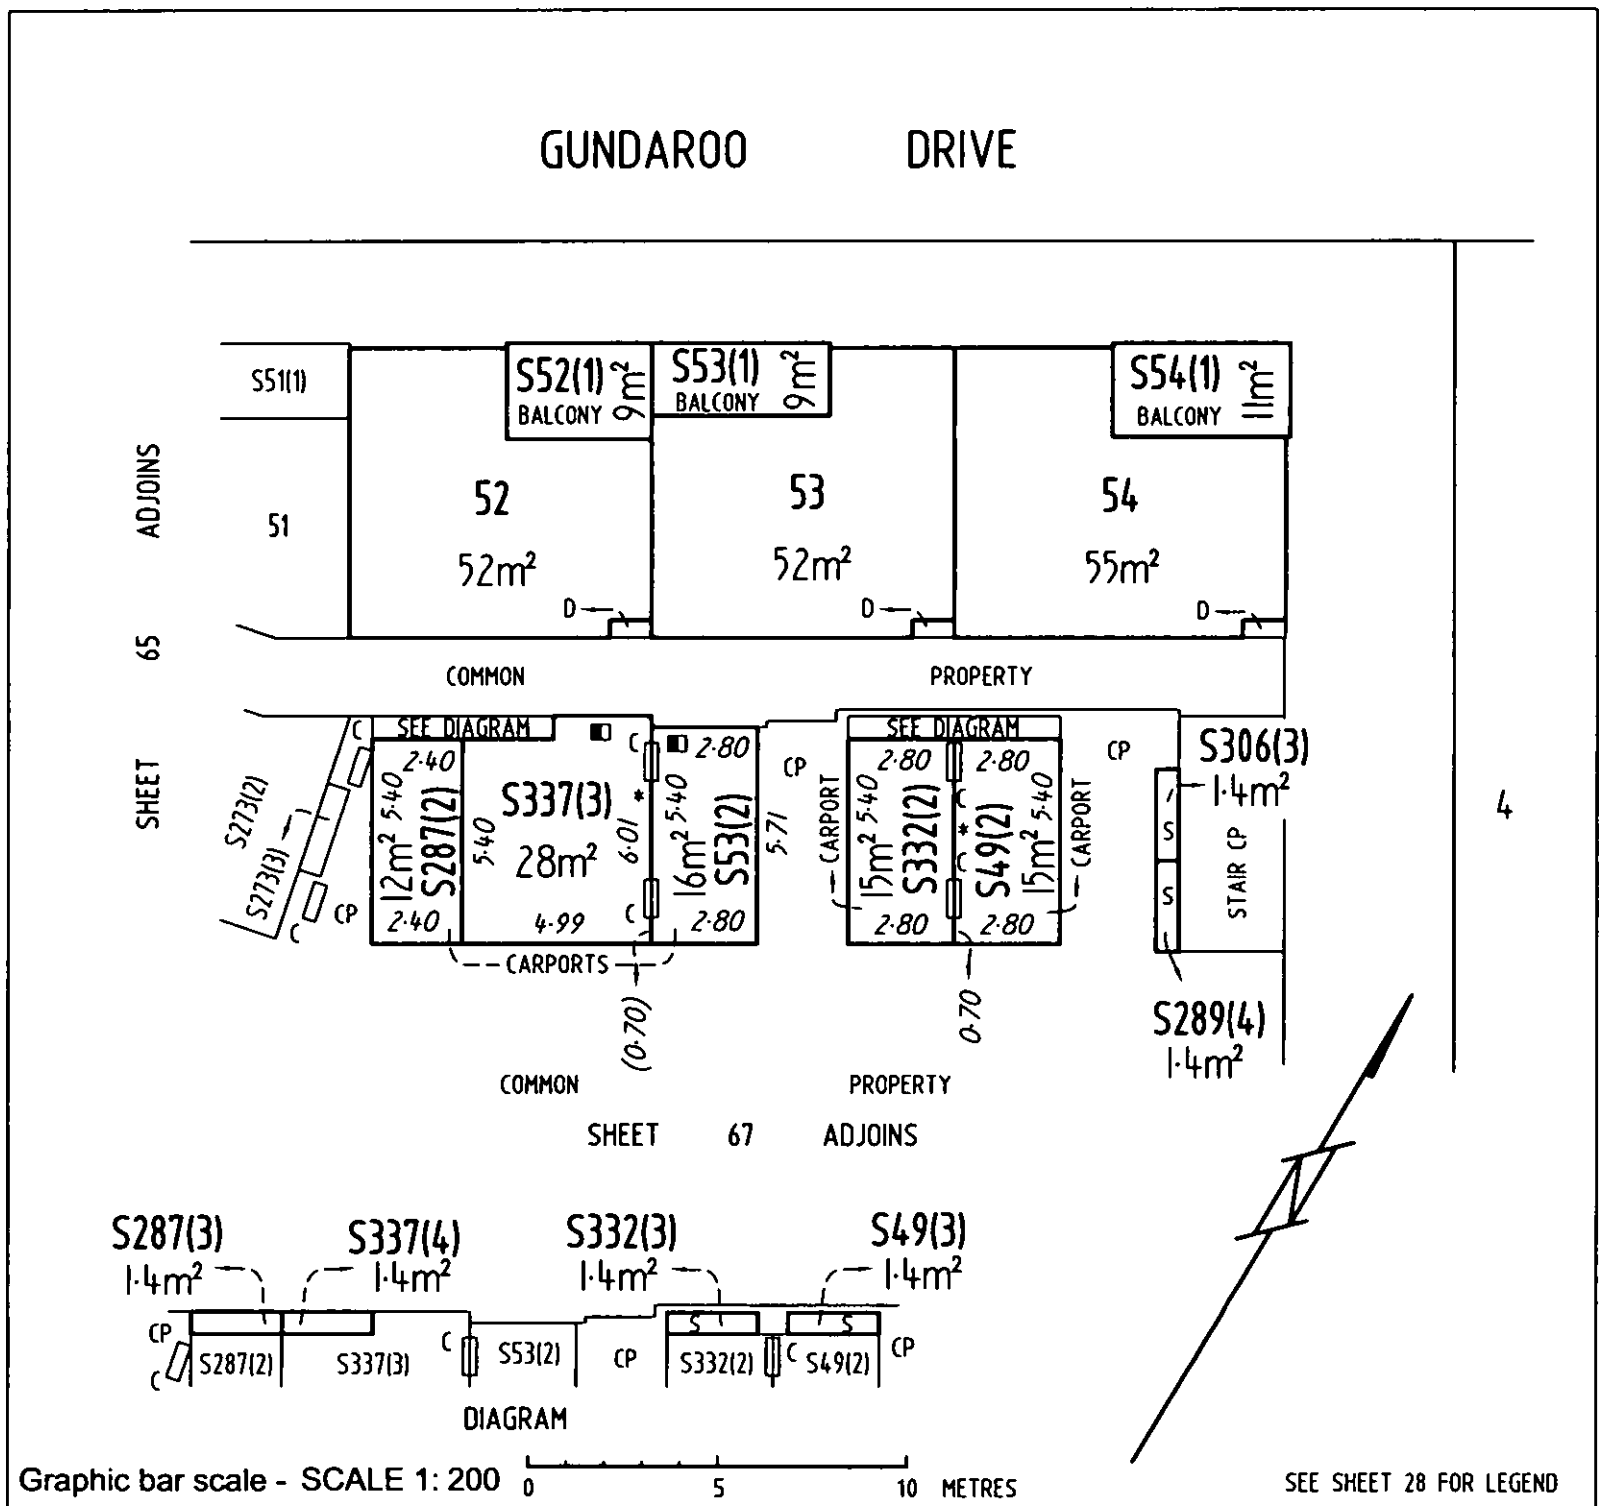 GUNDAROO DRIVE
S51(1)
S52(1) 9m²
BALCONY
S53(1) 9m²
BALCONY
S54(1) 11m²
BALCONY
ADJOINS
51
52
52m²
53
52m²
54
55m²
D
D
D
65
COMMON PROPERTY
SHEET
C
SEE DIAGRAM
2·40
5·40
12m²
S287(2)
2·40
5·40
S337(3)
28m²
4·99
6·01
*
C
C
2·80
5·40
16m²
S53(2)
2·80
5·71
CP
CARPORT
SEE DIAGRAM
2·80
5·40
15m²
S332(2)
2·80
C
*
C
2·80
S49(2)
15m²
5·40
2·80
CARPORT
CP
S306(3)
1·4m²
S
S
STAIR CP
4
S273(2)
S273(3)
C
CP
CARPORTS
(0·70)
0·70
S289(4)
1·4m²
COMMON PROPERTY
SHEET 67 ADJOINS
S287(3)
1·4m²
S337(4)
1·4m²
S332(3)
1·4m²
S49(3)
1·4m²
S
S
CP
C
S287(2)
S337(3)
C
S53(2)
CP
S332(2)
C
S49(2)
CP
DIAGRAM
Graphic bar scale - SCALE 1: 200
0 5 10 METRES
SEE SHEET 28 FOR LEGEND